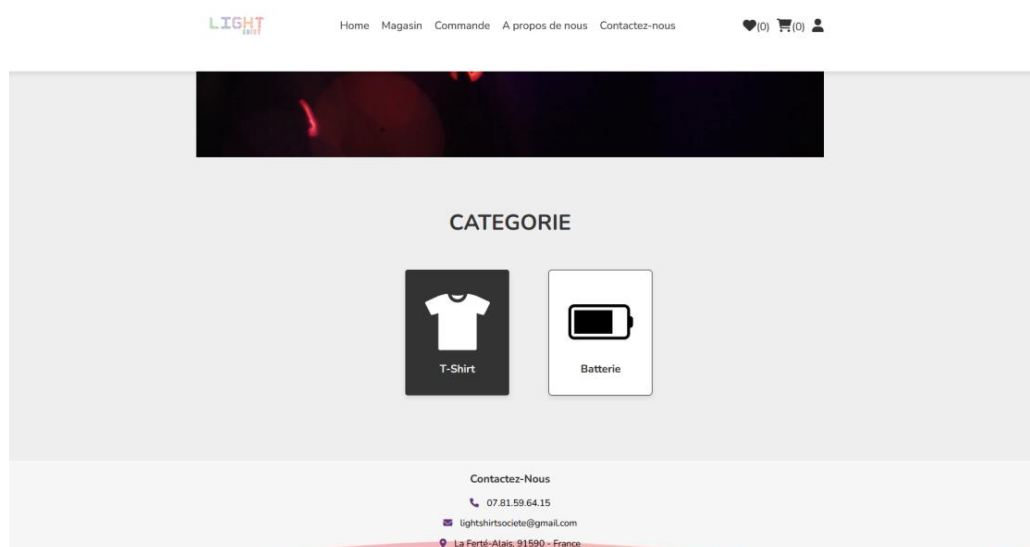 LIGHT
SHIRT
Home Magasin Commande A propos de nous Contactez-nous (0) (0)
CATEGORIE
T-Shirt Batterie
Contactez-Nous
07.81.59.64.15
lightshirtsociete@gmail.com
La Ferté-Alais, 91590 - France